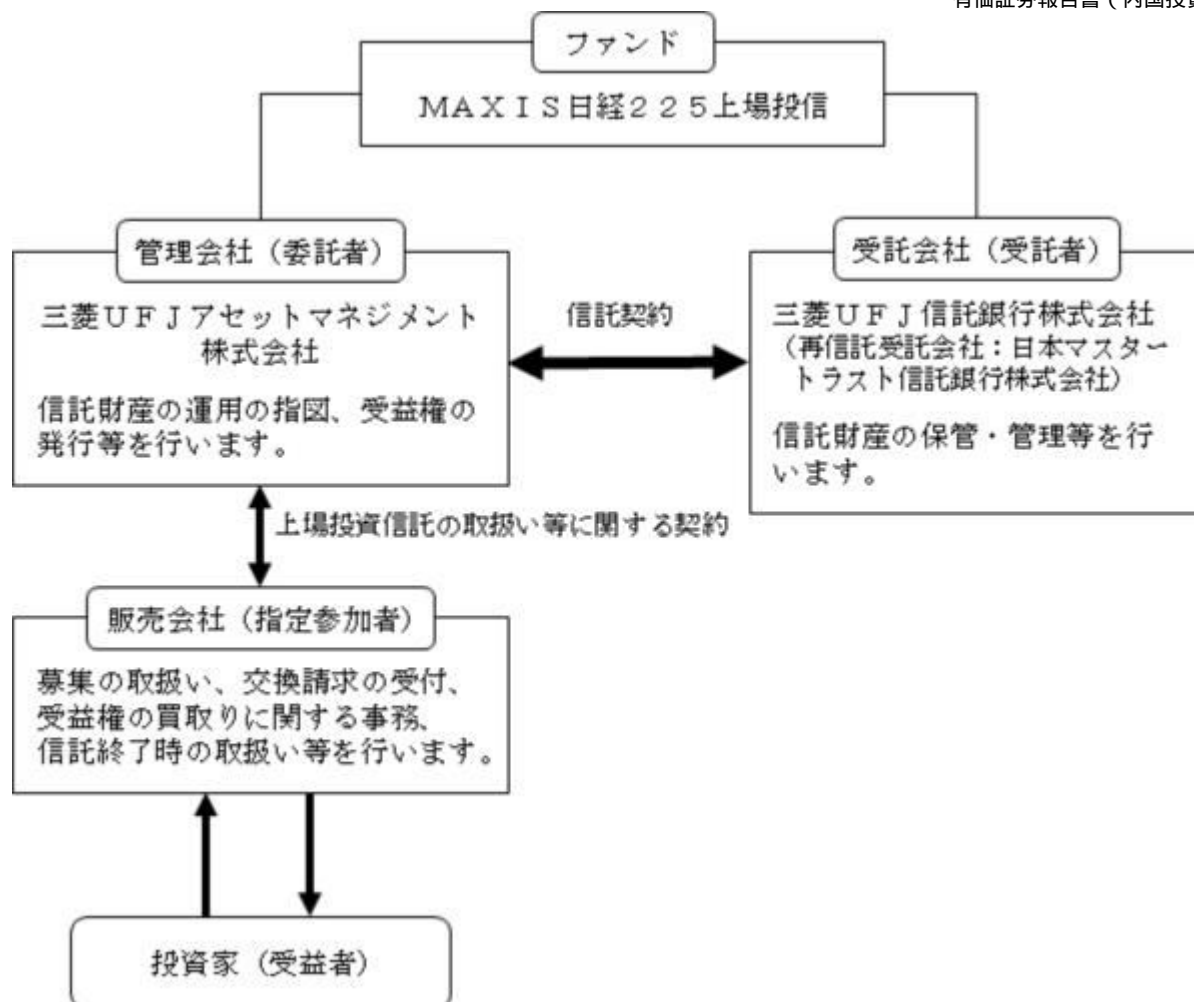 ファンド
ＭＡＸＩＳ日経２２５上場投信
管理会社（委託者）
三菱ＵＦＪアセットマネジメント
株式会社
信託財産の運用の指図、受益権の
発行等を行います。
信託契約
受託会社（受託者）
三菱ＵＦＪ信託銀行株式会社
（再信託受託会社：日本マスター
トラスト信託銀行株式会社）
信託財産の保管・管理等を行
います。
上場投資信託の取扱い等に関する契約
販売会社（指定参加者）
募集の取扱い、交換請求の受付、
受益権の買取りに関する事務、
信託終了時の取扱い等を行います。
投資家（受益者）